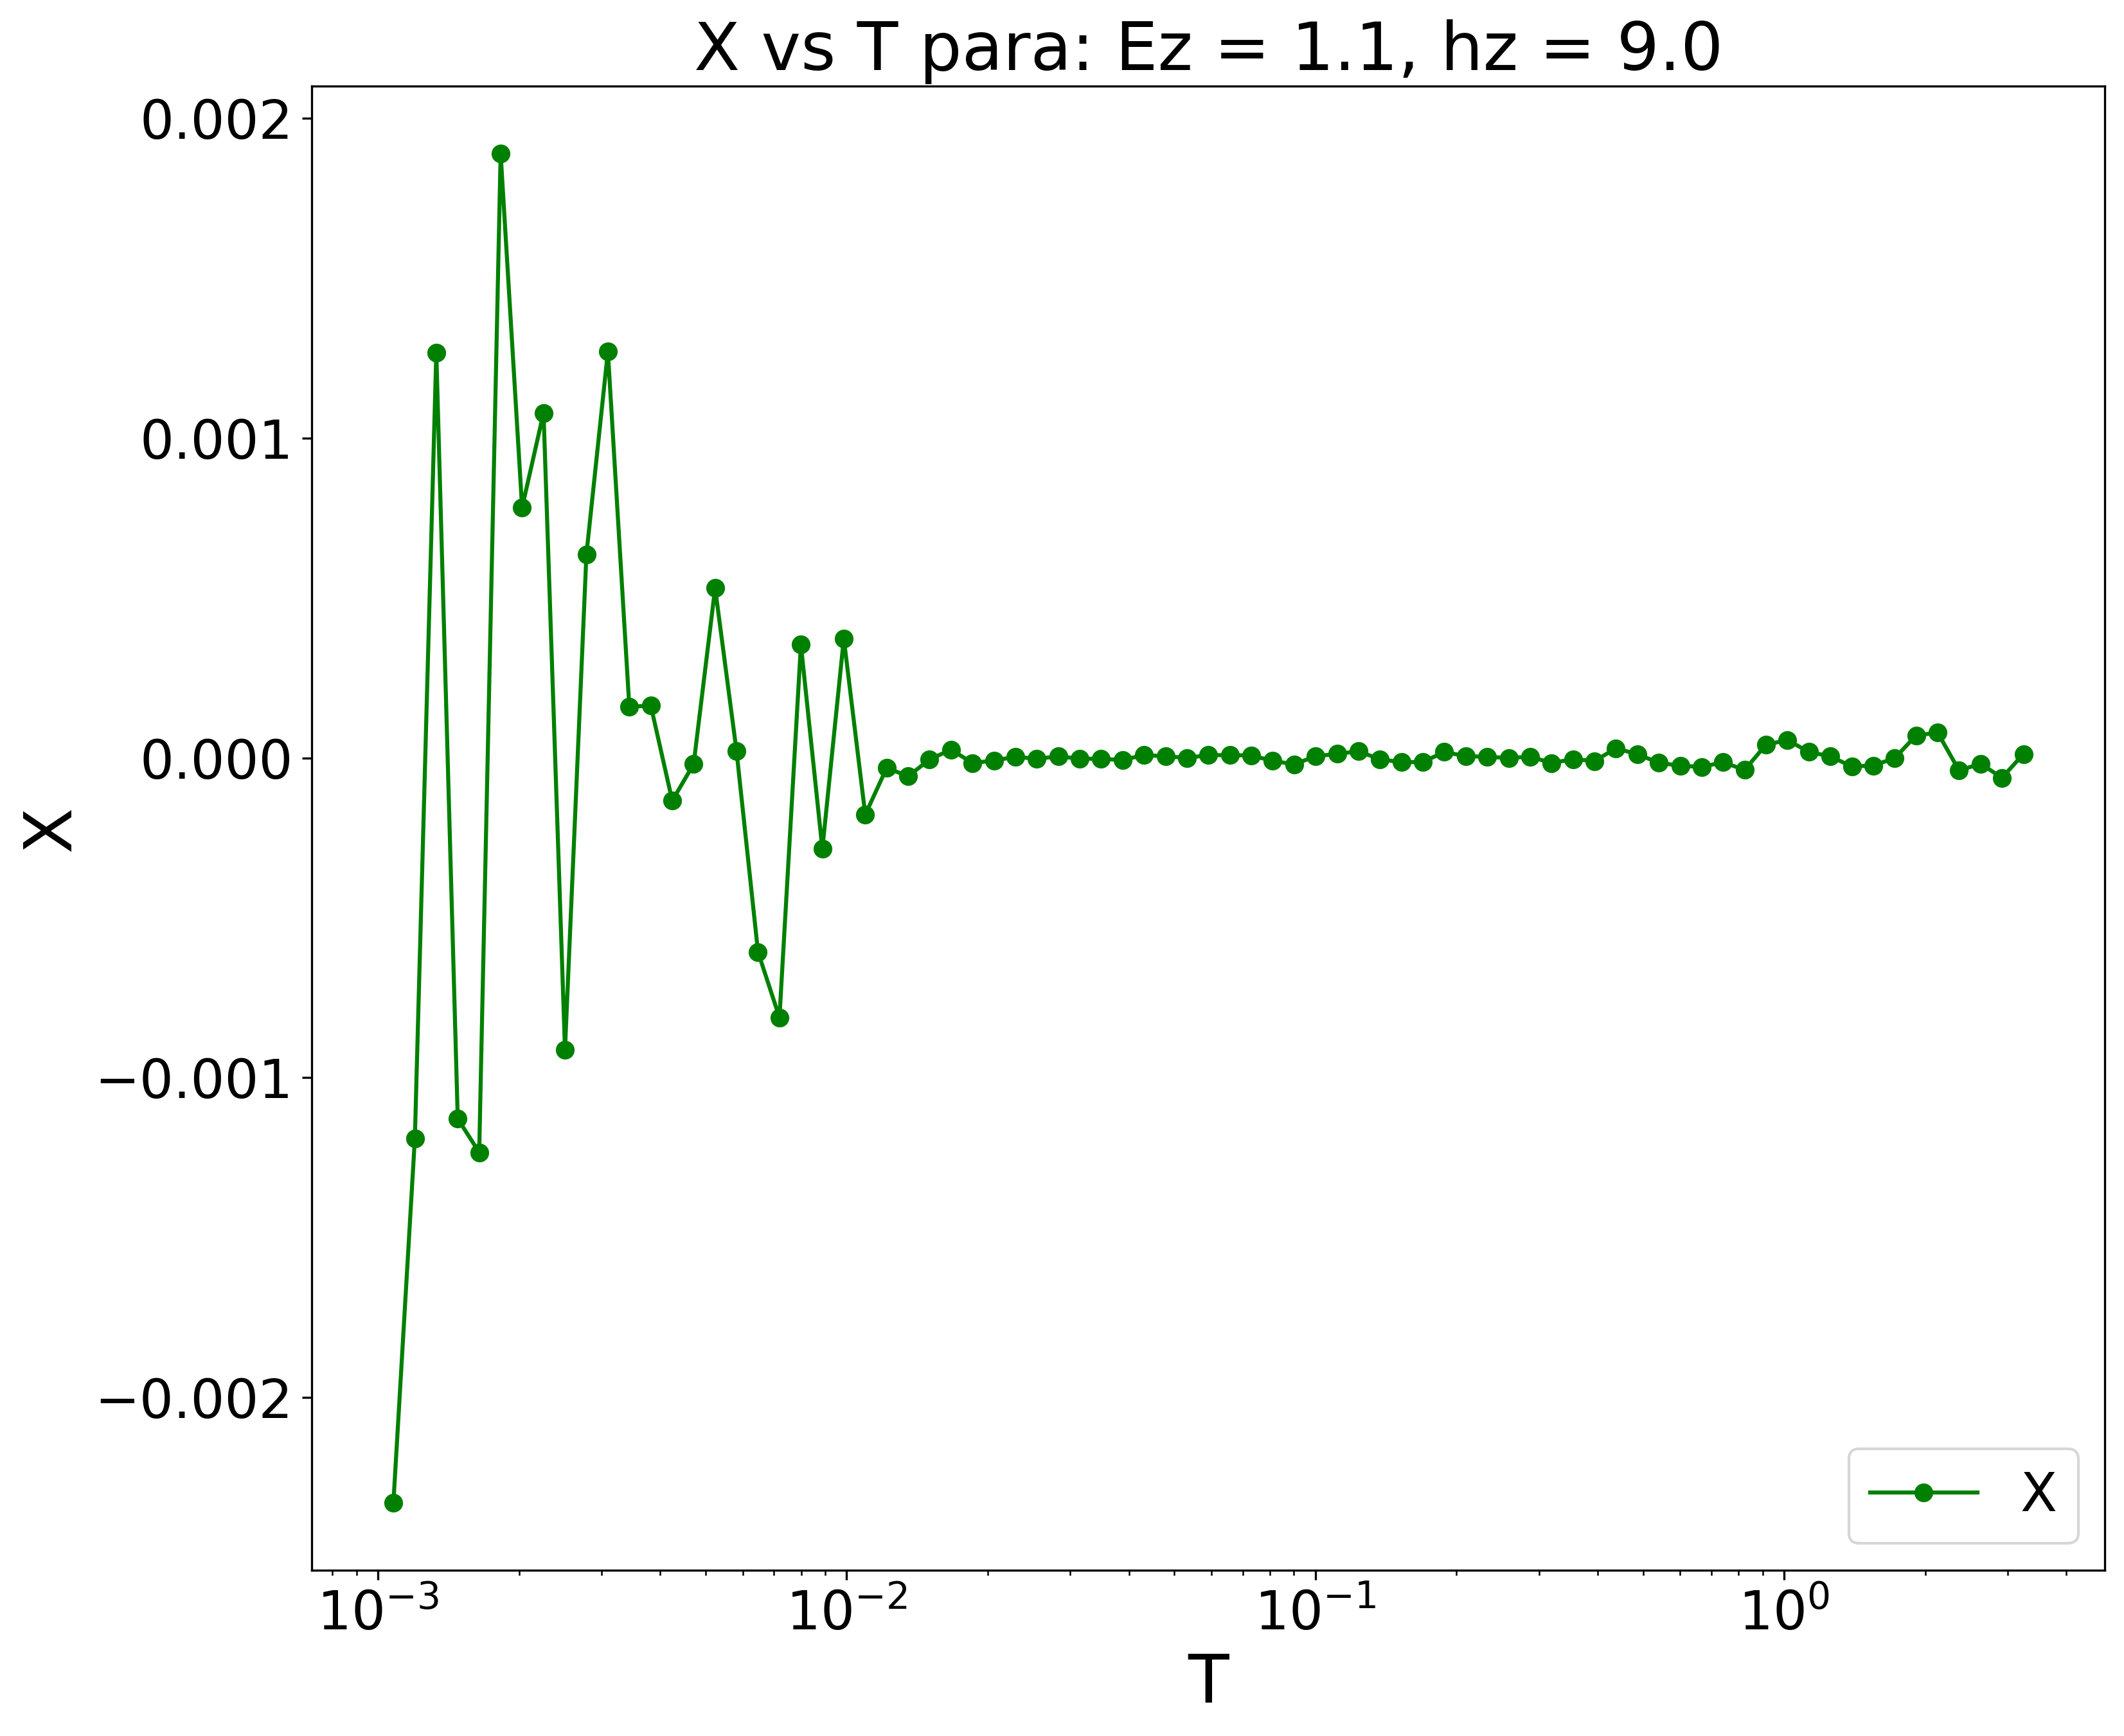 X vs T para: Ez = 1.1, hz = 9.0
0.002
0.001
0.000
−0.001
−0.002
X
X
10⁻³ 10⁻² 10⁻¹ 10⁰
T